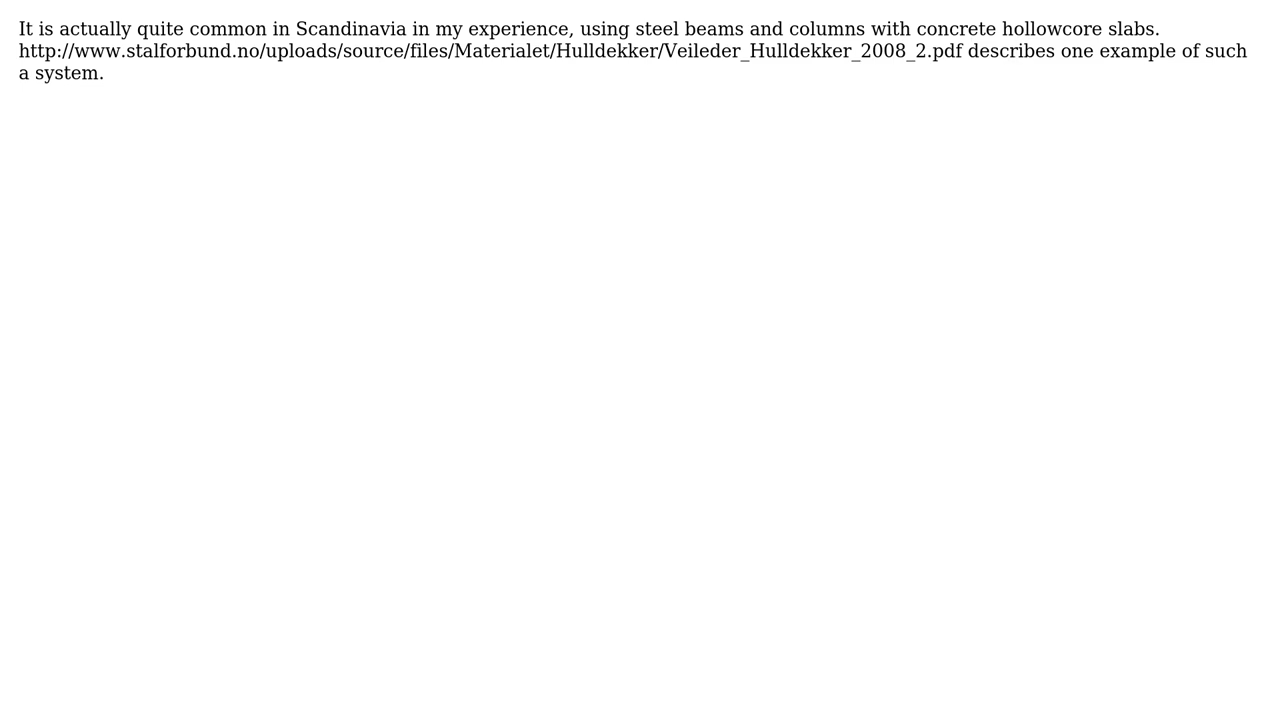 It is actually quite common in Scandinavia in my experience, using steel beams and columns with concrete hollowcore slabs.
http://www.stalforbund.no/uploads/source/files/Materialet/Hulldekker/Veileder_Hulldekker_2008_2.pdf describes one example of such
a system.